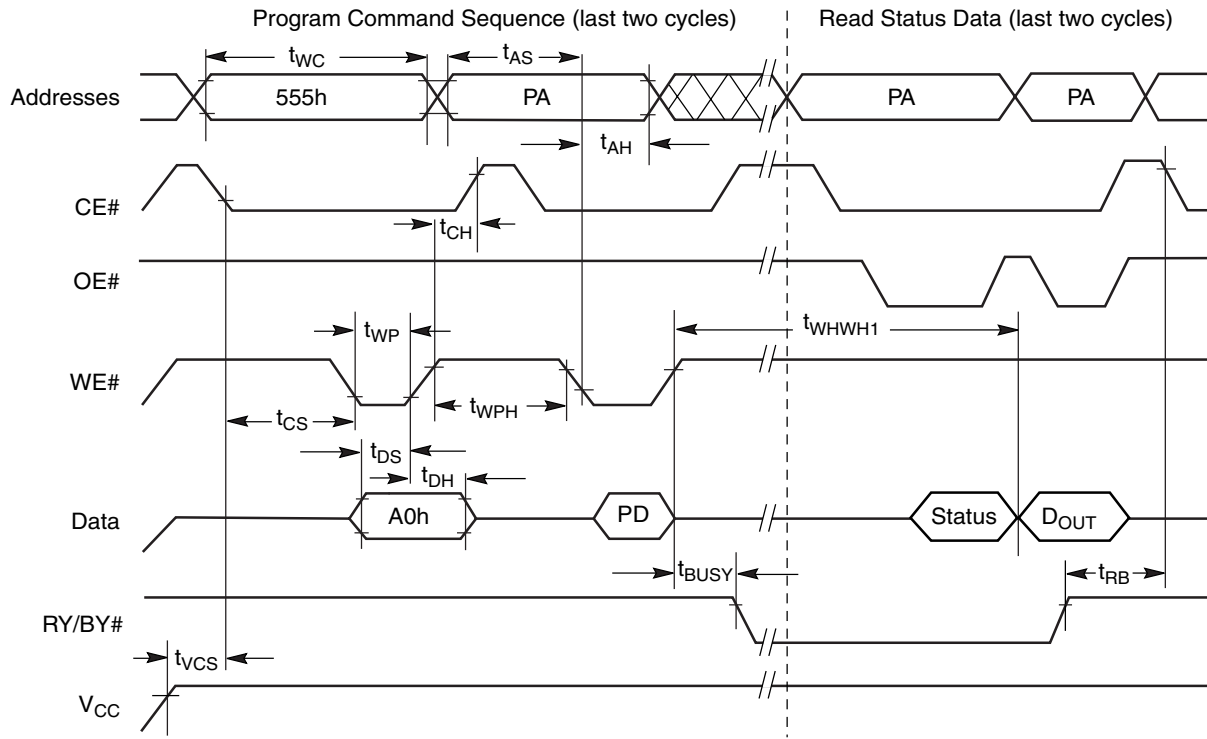 Program Command Sequence (last two cycles) Read Status Data (last two cycles)
tWC tAS
Addresses 555h PA PA PA
tAH
CE#
tCH
OE#
tWP tWHWH1
WE#
tCS tWPH
tDS
tDH
Data A0h PD Status DOUT
tBUSY tRB
RY/BY#
tVCS
VCC